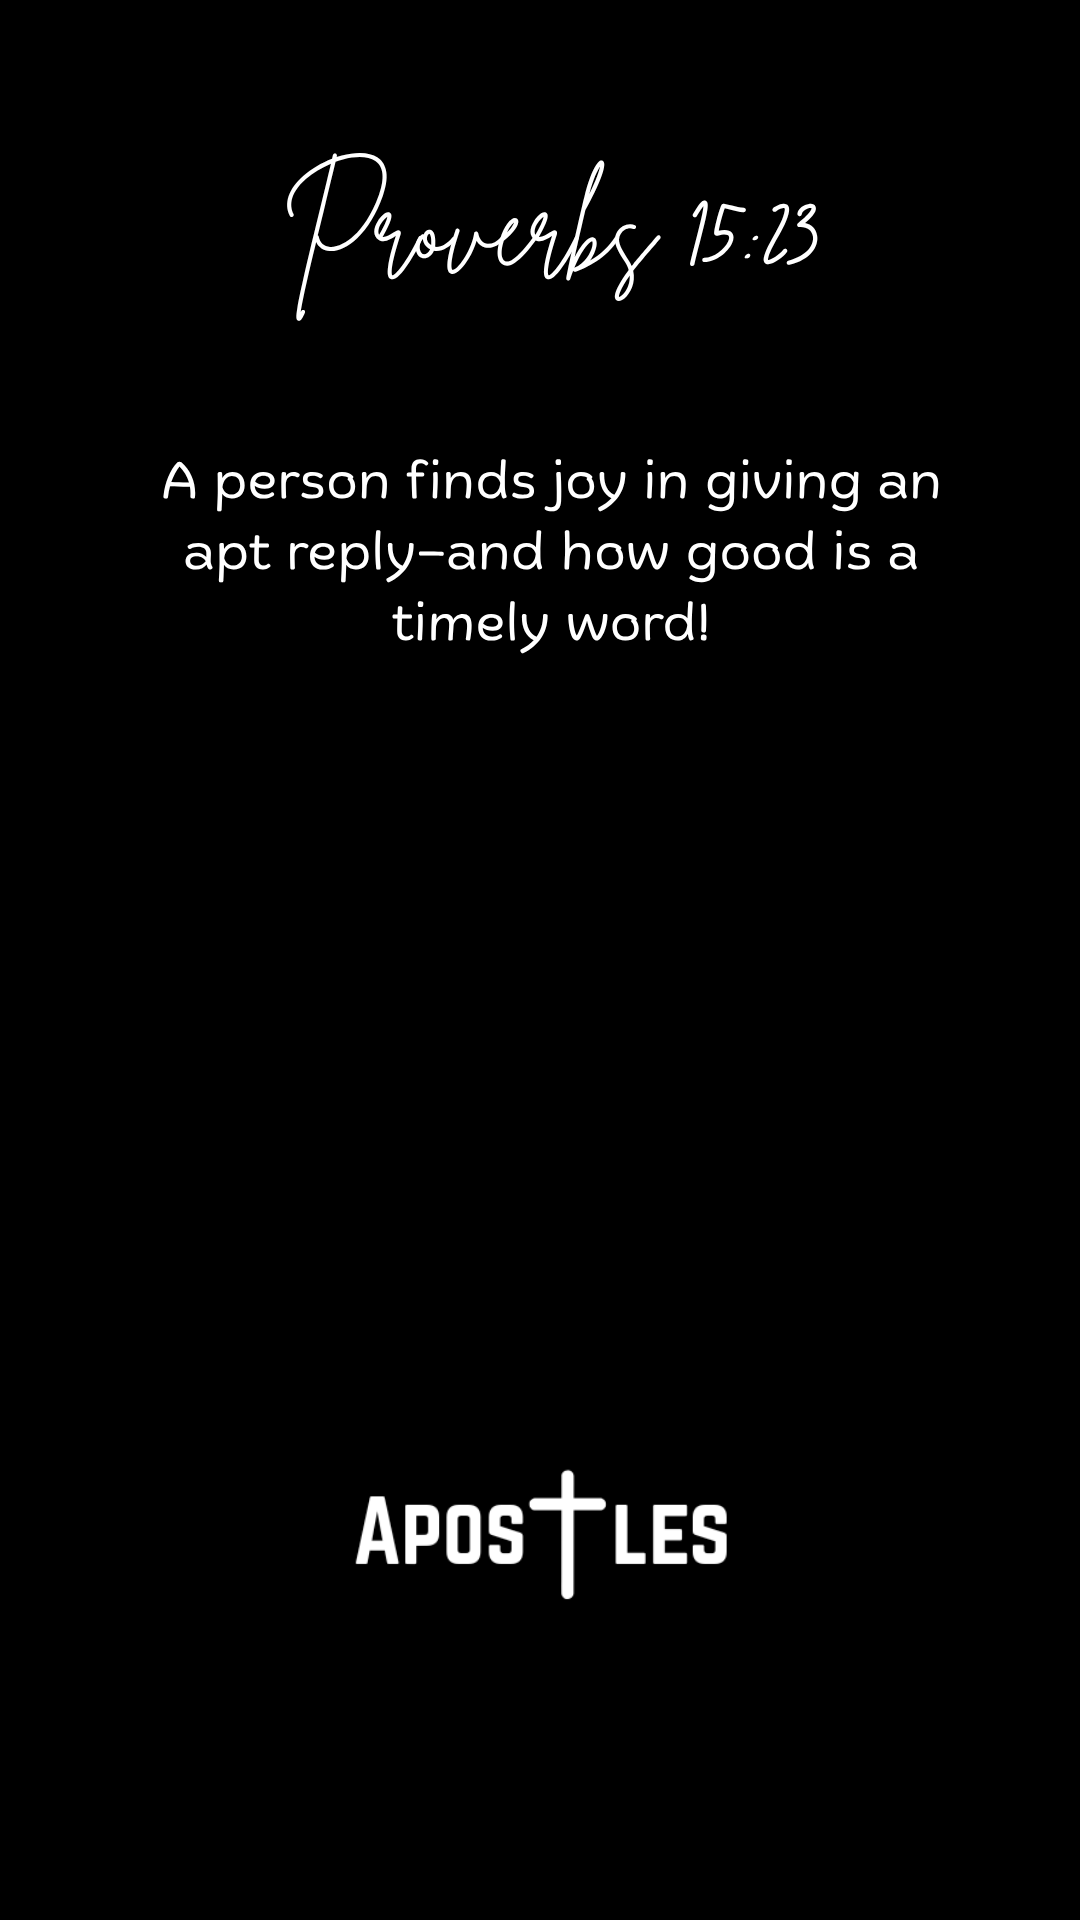 Proverbs 15:23
A person finds joy in giving an
apt reply–and how good is a
timely word!
APOSTLES